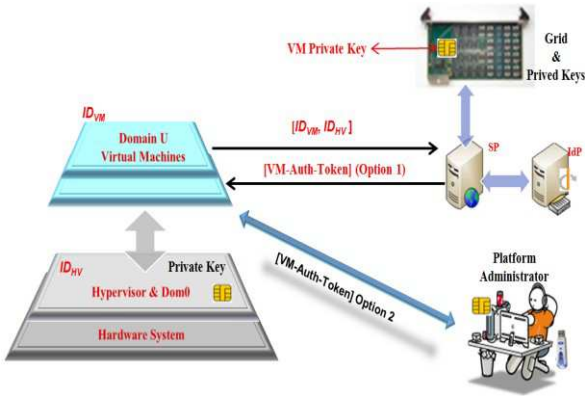 VM Private Key
Grid
&
Prived Keys
ID_VM
Domain U
Virtual Machines
[ID_VM, ID_HV ]
SP
IdP
[VM-Auth-Token] (Option 1)
ID_HV
Private Key
Hypervisor & Dom0
Hardware System
[VM-Auth-Token] Option 2
Platform
Administrator